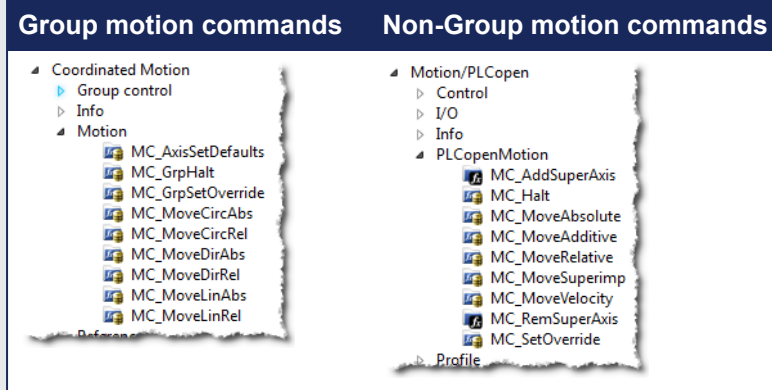 Group motion commands
Coordinated Motion
Group control
Info
Motion
MC_AxisSetDefaults
MC_GrpHalt
MC_GrpSetOverride
MC_MoveCircAbs
MC_MoveCircRel
MC_MoveDirAbs
MC_MoveDirRel
MC_MoveLinAbs
MC_MoveLinRel
Non-Group motion commands
Motion/PLCopen
Control
I/O
Info
PLCopenMotion
MC_AddSuperAxis
MC_Halt
MC_MoveAbsolute
MC_MoveAdditive
MC_MoveRelative
MC_MoveSuperimp
MC_MoveVelocity
MC_RemSuperAxis
MC_SetOverride
Profile